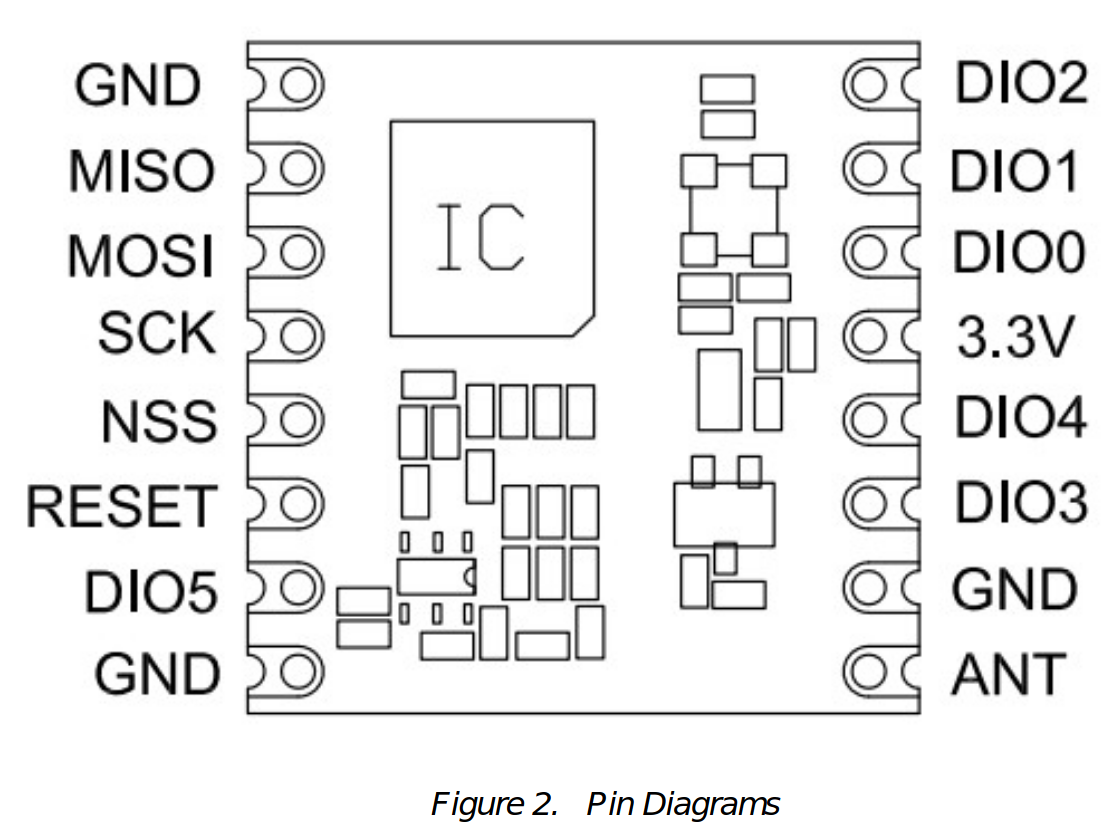 GND DIO2
MISO DIO1
IC
MOSI DIO0
SCK 3.3V
NSS DIO4
RESET DIO3
DIO5 GND
GND ANT
Figure 2. Pin Diagrams